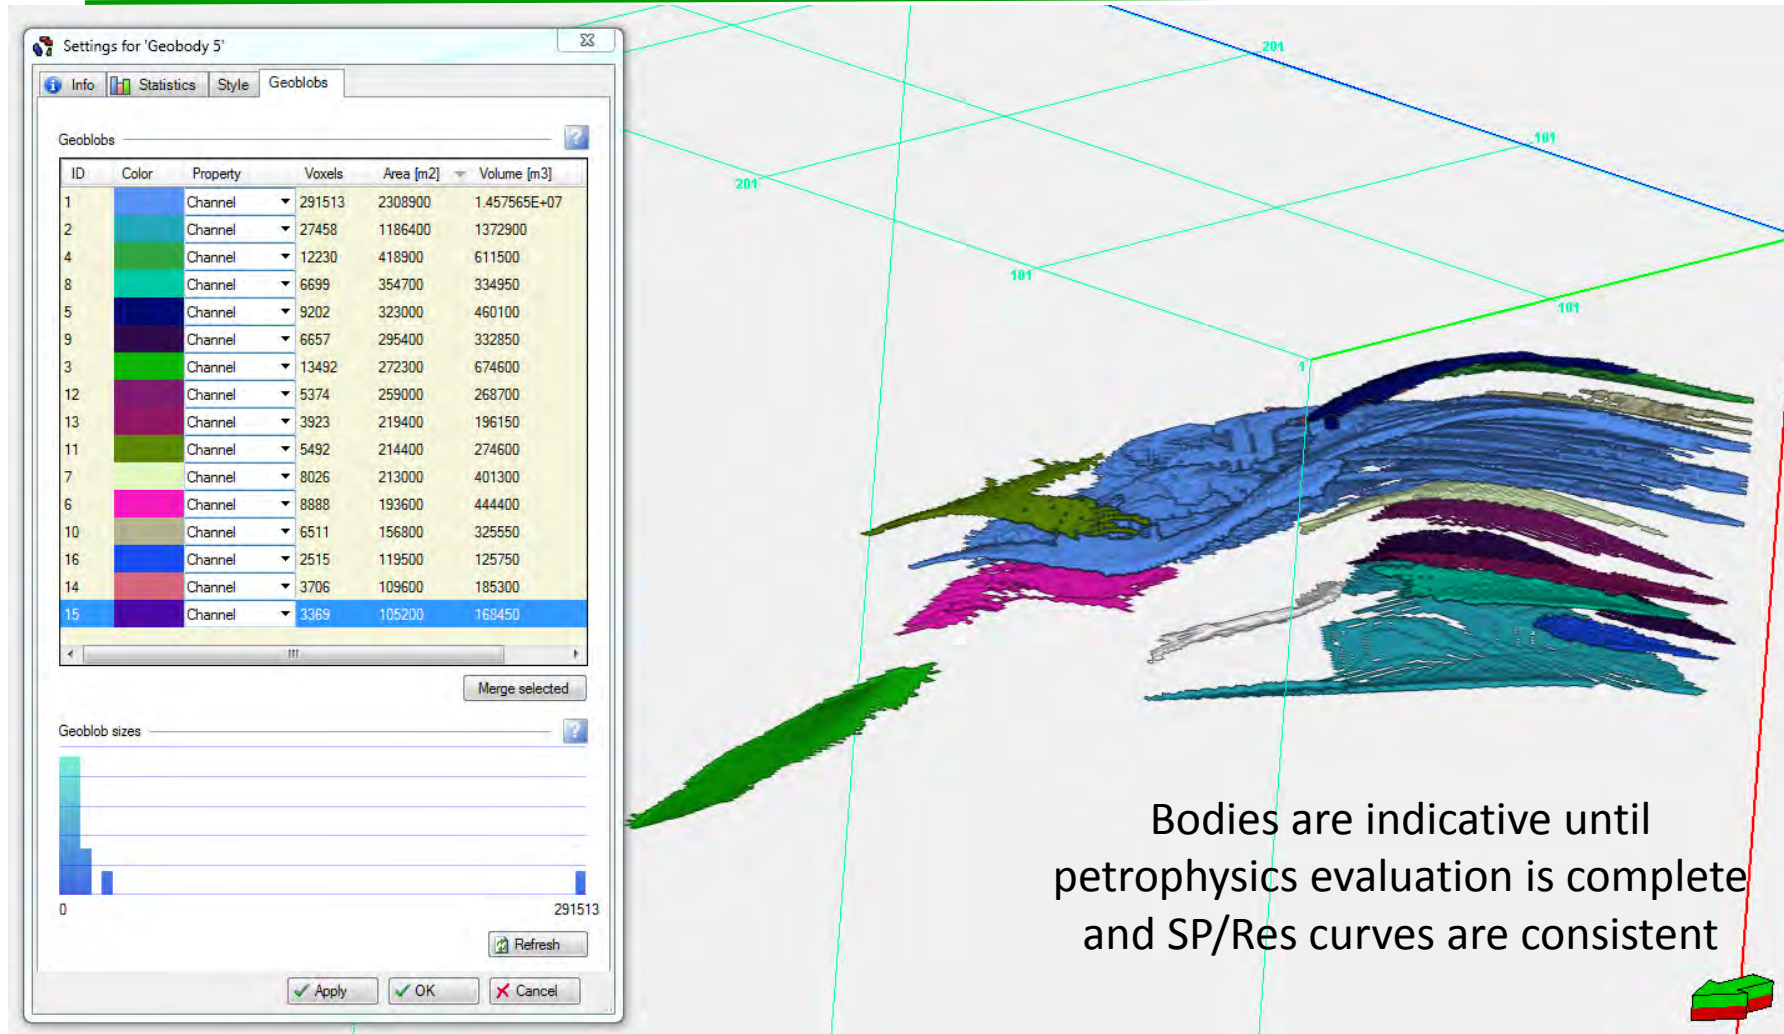 Settings for 'Geobody 5'
Info Statistics Style Geoblobs
Geoblobs
ID Color Property Voxels Area [m2] Volume [m3]
1 Channel 291513 2308900 1.457565E+07
2 Channel 27458 1186400 1372900
4 Channel 12230 418900 611500
8 Channel 6699 354700 334950
5 Channel 9202 323000 460100
9 Channel 6657 295400 332850
3 Channel 13492 272300 674600
12 Channel 5374 259000 268700
13 Channel 3923 219400 196150
11 Channel 5492 214400 274600
7 Channel 8026 213000 401300
6 Channel 8888 193600 444400
10 Channel 6511 156800 325550
16 Channel 2515 119500 125750
14 Channel 3706 109600 185300
15 Channel 3369 105200 168450
Merge selected
Geoblob sizes
0 291513
Refresh
Apply OK Cancel
201
101
201
101
101
1
Bodies are indicative until
petrophysics evaluation is complete
and SP/Res curves are consistent